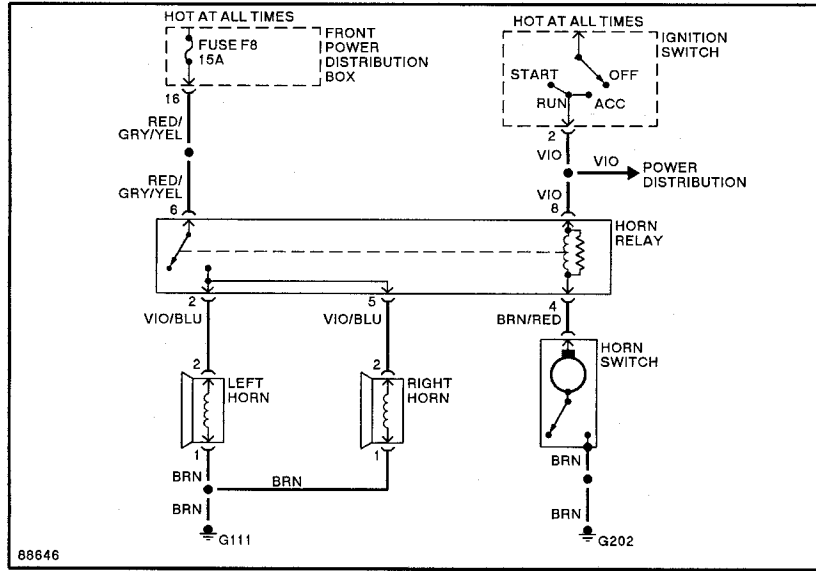 HOT AT ALL TIMES
FUSE F8
15A
FRONT
POWER
DISTRIBUTION
BOX
16
RED/
GRY/YEL
RED/
GRY/YEL
6
HOT AT ALL TIMES
IGNITION
SWITCH
START
OFF
RUN
ACC
2
VIO
VIO
POWER
DISTRIBUTION
VIO
8
HORN
RELAY
2
5
4
VIO/BLU
VIO/BLU
BRN/RED
2
LEFT
HORN
1
2
RIGHT
HORN
1
HORN
SWITCH
BRN
BRN
BRN
G111
BRN
BRN
G202
88646